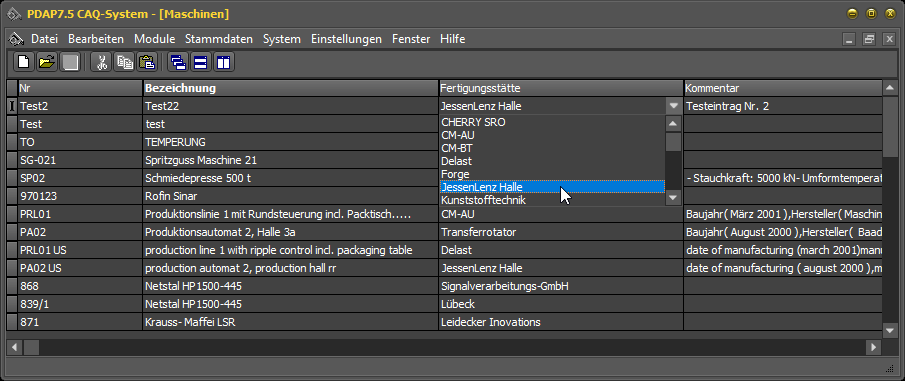 PDAP7.5 CAQ-System - [Maschinen]
Datei Bearbeiten Module Stammdaten System Einstellungen Fenster Hilfe
Nr Bezeichnung Fertigungsstätte Kommentar
Test2 Test22 JessenLenz Halle Testeintrag Nr. 2
Test test CHERRY SRO
CM-AU
TO TEMPERUNG CM-BT
SG-021 Spritzguss Maschine 21 Delast
Forge
SP02 Schmiedepresse 500 t - Stauchkraft: 5000 kN- Umformtemperat
JessenLenz Halle
970123 Rofin Sinar Kunststofftechnik
PRL01 Produktionslinie 1 mit Rundsteuerung incl. Packtisch..... CM-AU Baujahr( März 2001 ),Hersteller( Maschin
PA02 Produktionsautomat 2, Halle 3a Transferrotator Baujahr( August 2000 ),Hersteller( Baad
PRL01 US production line 1 with ripple control incl. packaging table Delast date of manufacturing (march 2001)manu
PA02 US production automat 2, production hall rr JessenLenz Halle date of manufacturing ( august 2000 ),m
868 Netstal HP1500-445 Signalverarbeitungs-GmbH
839/1 Netstal HP1500-445 Lübeck
871 Krauss- Maffei LSR Leidecker Inovations